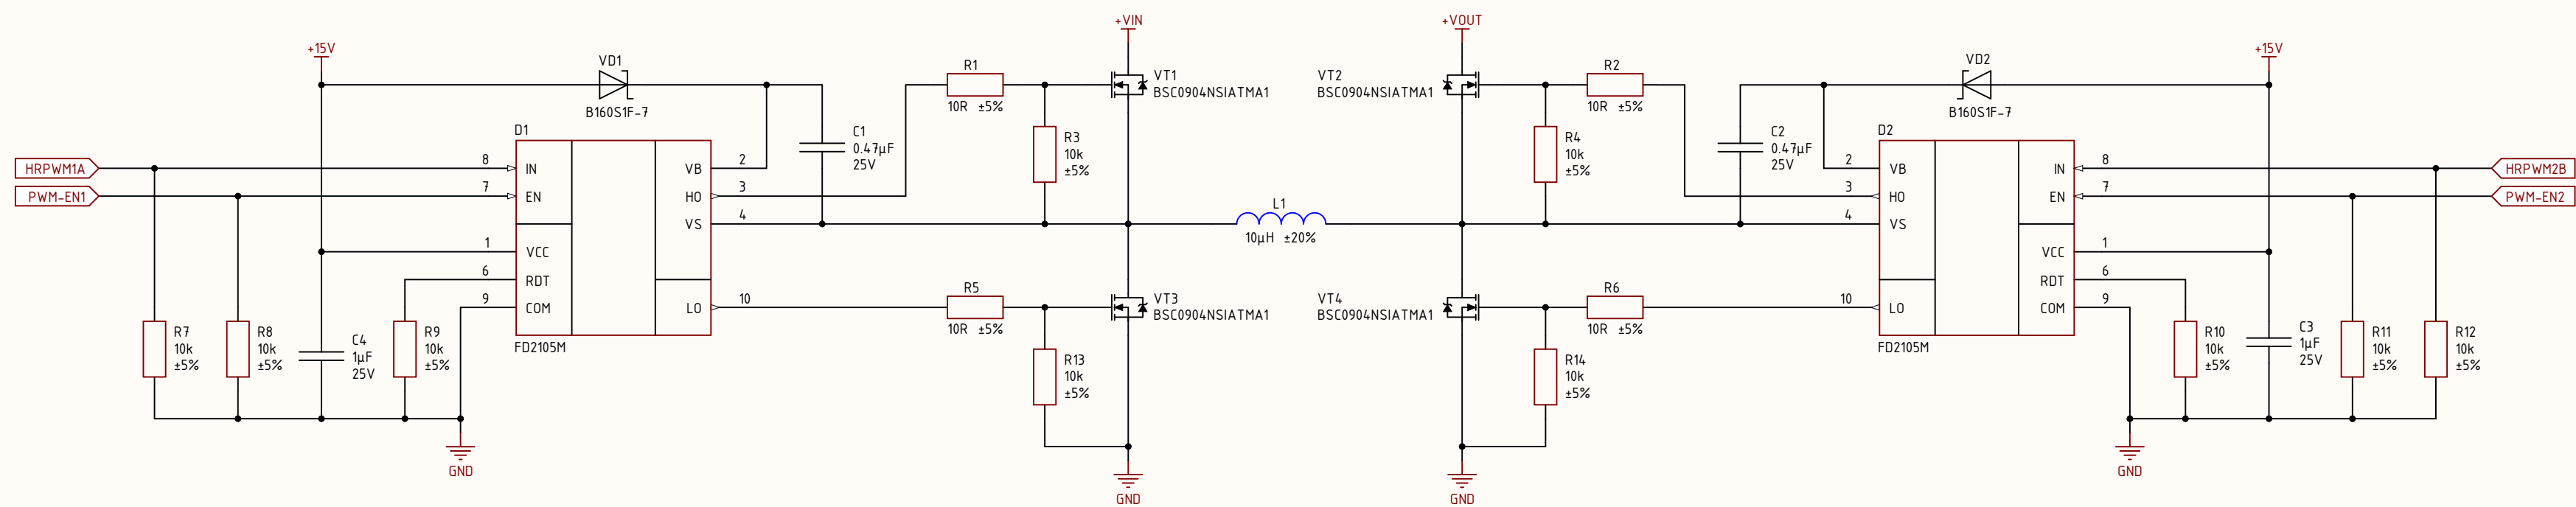 +VIN
+VOUT
+15V
+15V
VD1
B160S1F-7
R1
10R ±5%
VT1
BSC0904NSIATMA1
VT2
BSC0904NSIATMA1
R2
10R ±5%
VD2
B160S1F-7
D1
C1
0.47µF
25V
R3
10k
±5%
R4
10k
±5%
C2
0.47µF
25V
D2
HRPWM1A
PWM-EN1
8
7
1
6
9
IN
EN
VCC
RDT
COM
VB
HO
VS
LO
2
3
4
10
FD2105M
L1
10µH ±20%
2
3
4
10
VB
HO
VS
LO
IN
EN
VCC
RDT
COM
8
7
1
6
9
FD2105M
HRPWM2B
PWM-EN2
R5
10R ±5%
VT3
BSC0904NSIATMA1
VT4
BSC0904NSIATMA1
R6
10R ±5%
R7
10k
±5%
R8
10k
±5%
C4
1µF
25V
R9
10k
±5%
R13
10k
±5%
R14
10k
±5%
R10
10k
±5%
C3
1µF
25V
R11
10k
±5%
R12
10k
±5%
GND
GND
GND
GND